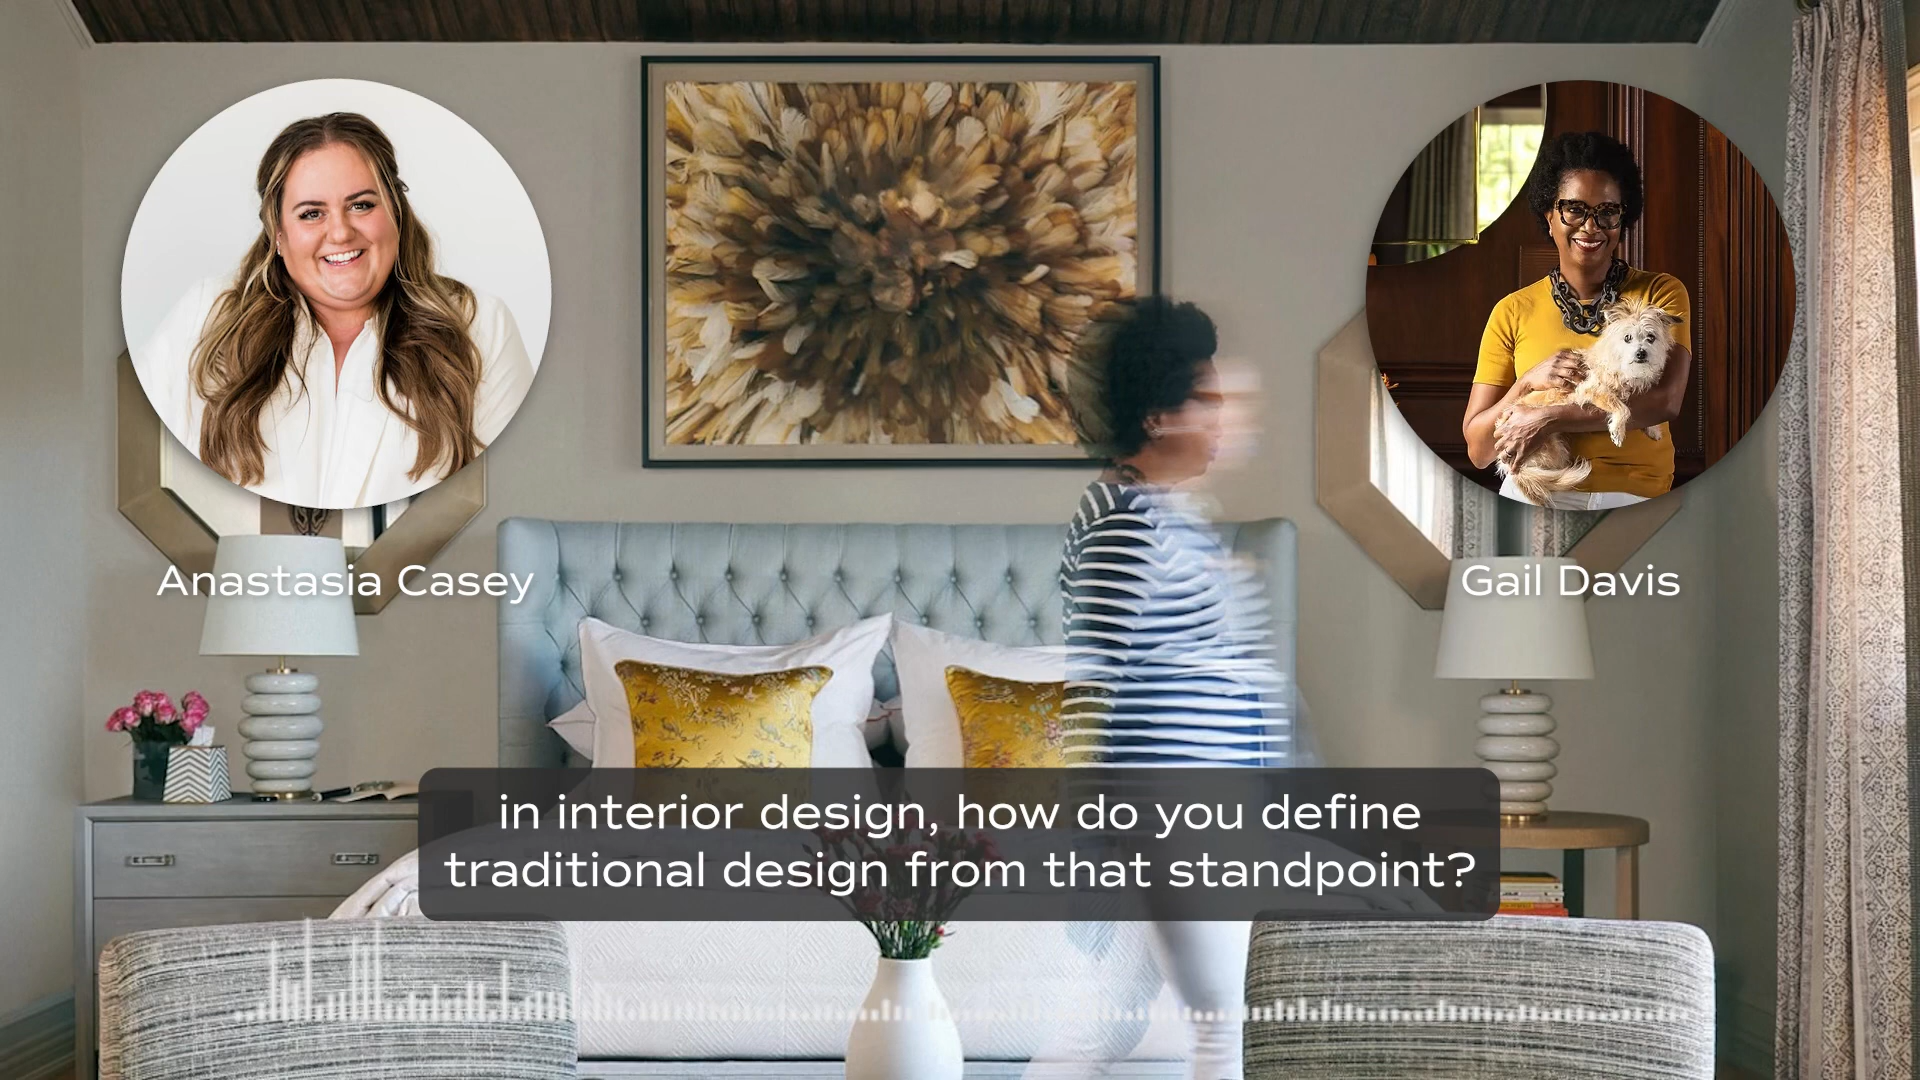 Anastasia Casey
Gail Davis
in interior design, how do you define
traditional design from that standpoint?